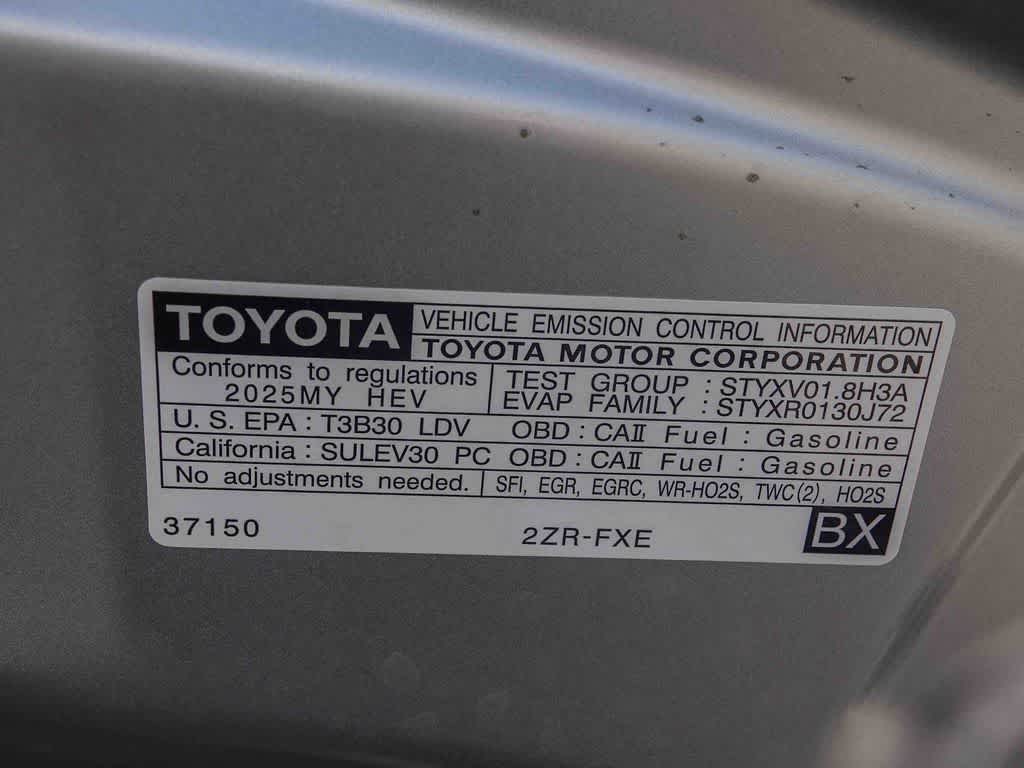 TOYOTA
VEHICLE EMISSION CONTROL INFORMATION
TOYOTA MOTOR CORPORATION
Conforms to regulations
2025MY HEV
TEST GROUP : STYXV01.8H3A
EVAP FAMILY : STYXR0130J72
U. S. EPA : T3B30 LDV OBD : CAⅡ Fuel : Gasoline
California : SULEV30 PC OBD : CAⅡ Fuel : Gasoline
No adjustments needed. SFI, EGR, EGRC, WR-HO2S, TWC(2), HO2S
37150 2ZR-FXE BX